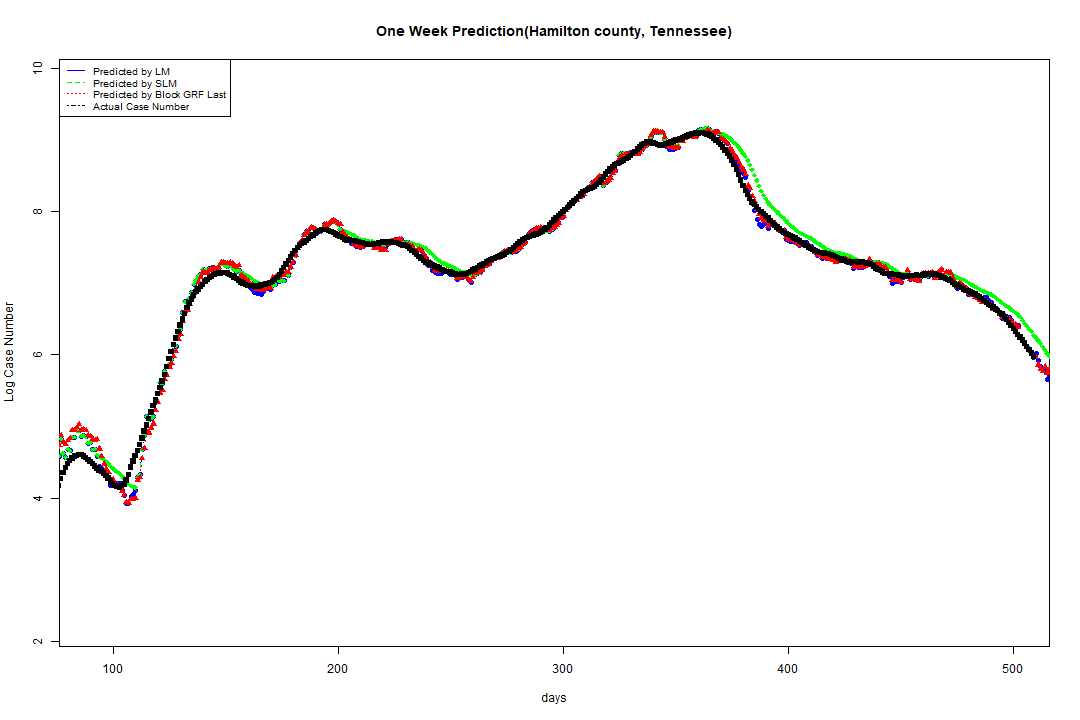 One Week Prediction(Hamilton county, Tennessee)
Predicted by LM
Predicted by SLM
Predicted by Block GRF Last
Actual Case Number
10
8
6
4
2
Log Case Number
100 200 300 400 500
days